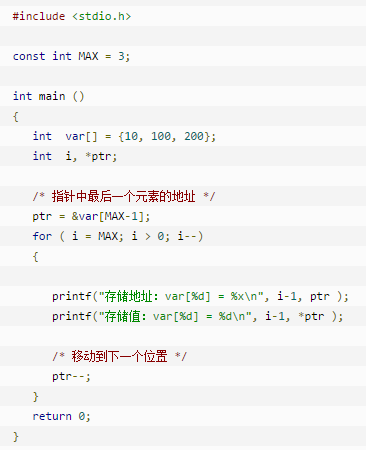 #include <stdio.h>
const int MAX = 3;
int main ()
{
int  var[] = {10, 100, 200};
int  i, *ptr;
/* 指针中最后一个元素的地址 */
ptr = &var[MAX-1];
for ( i = MAX; i > 0; i--)
{
printf("存储地址：var[%d] = %x\n", i-1, ptr );
printf("存储值：var[%d] = %d\n", i-1, *ptr );
/* 移动到下一个位置 */
ptr--;
}
return 0;
}